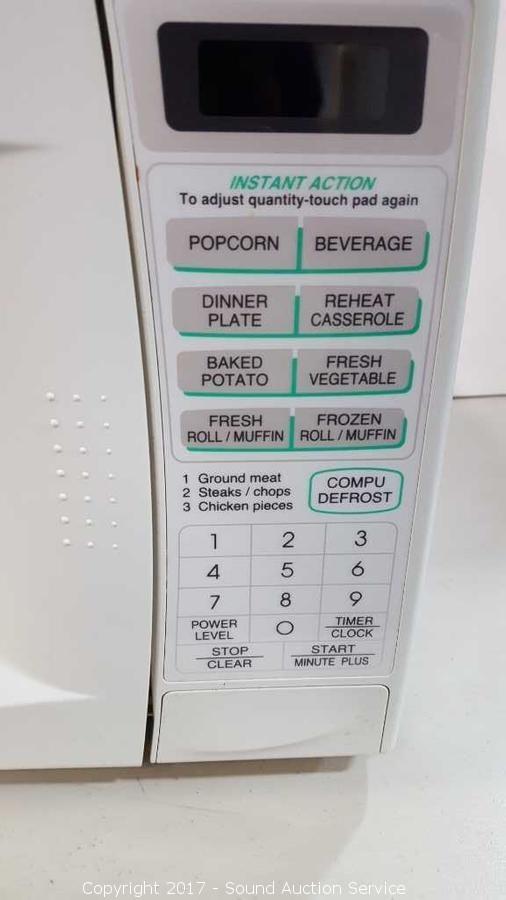 INSTANT ACTION
To adjust quantity-touch pad again
POPCORN
BEVERAGE
DINNER
PLATE
REHEAT
CASSEROLE
BAKED
POTATO
FRESH
VEGETABLE
FRESH
ROLL / MUFFIN
FROZEN
ROLL / MUFFIN
1 Ground meat
2 Steaks / chops
3 Chicken pieces
COMPU
DEFROST
1 2 3
4 5 6
7 8 9
POWER
LEVEL
0
TIMER
CLOCK
STOP
CLEAR
START
MINUTE PLUS
Copyright 2017 - Sound Auction Service